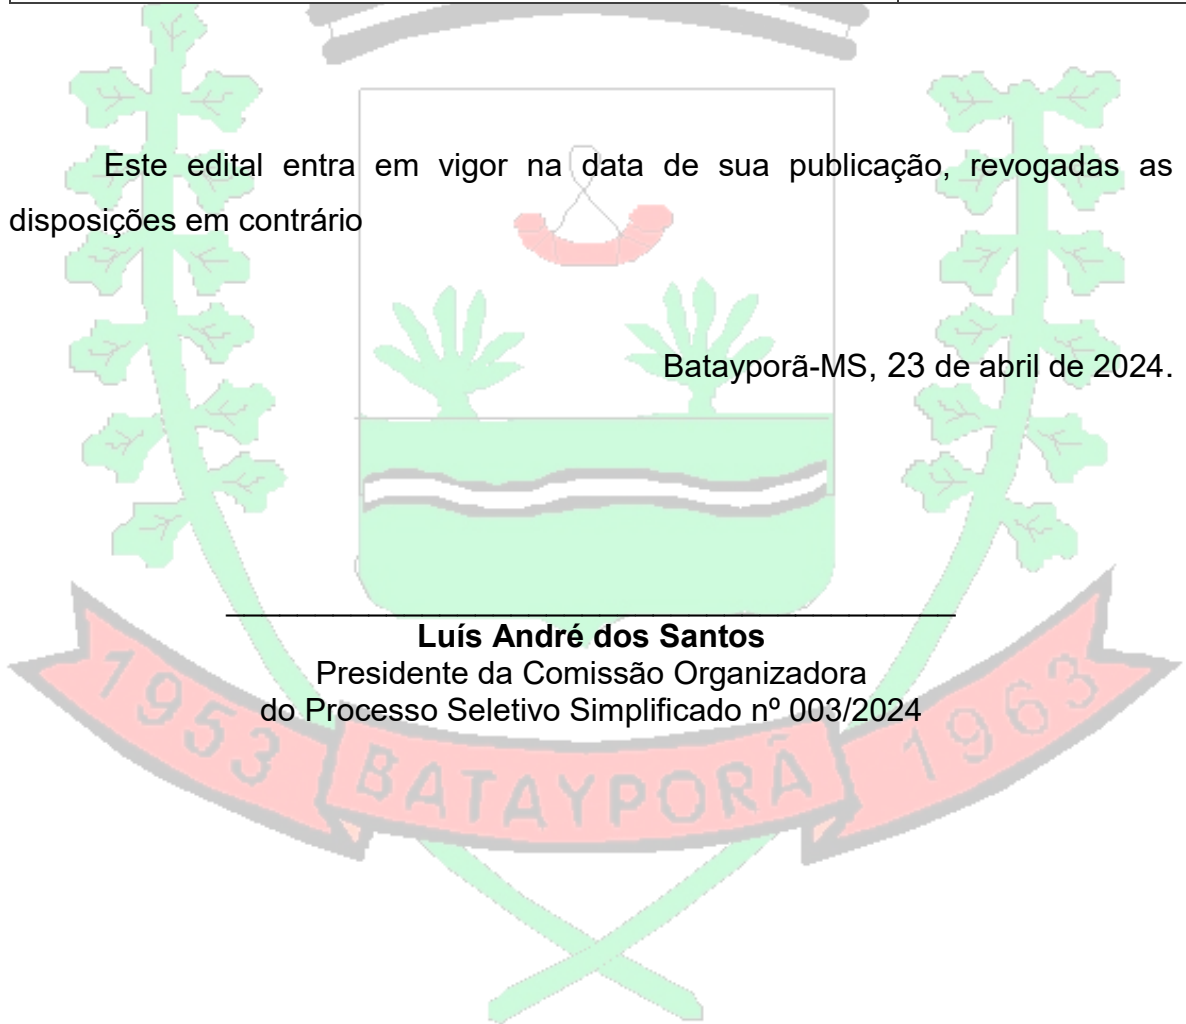 Este edital entra em vigor na data de sua publicação, revogadas as
disposições em contrário
Batayporã-MS, 23 de abril de 2024.
Luís André dos Santos
Presidente da Comissão Organizadora
do Processo Seletivo Simplificado nº 003/2024
1953 BATAYPORÃ 1963